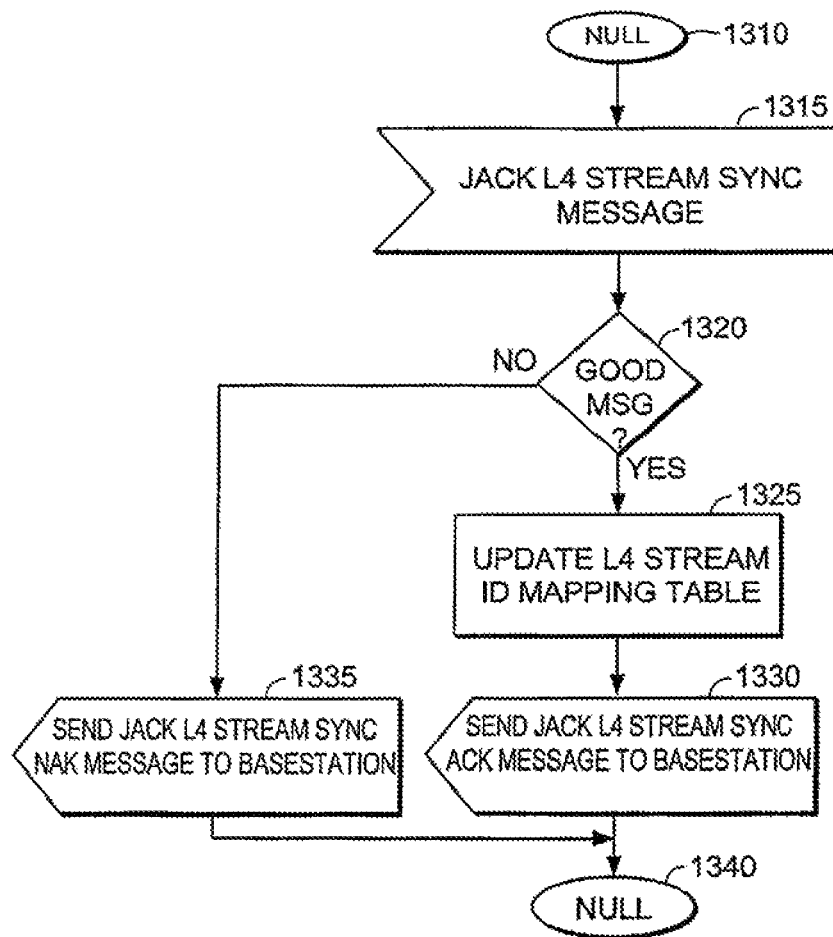 NULL
1310
1315
JACK L4 STREAM SYNC
MESSAGE
1320
NO
GOOD
MSG
?
YES
1325
UPDATE L4 STREAM
ID MAPPING TABLE
1335
SEND JACK L4 STREAM SYNC
NAK MESSAGE TO BASESTATION
1330
SEND JACK L4 STREAM SYNC
ACK MESSAGE TO BASESTATION
1340
NULL